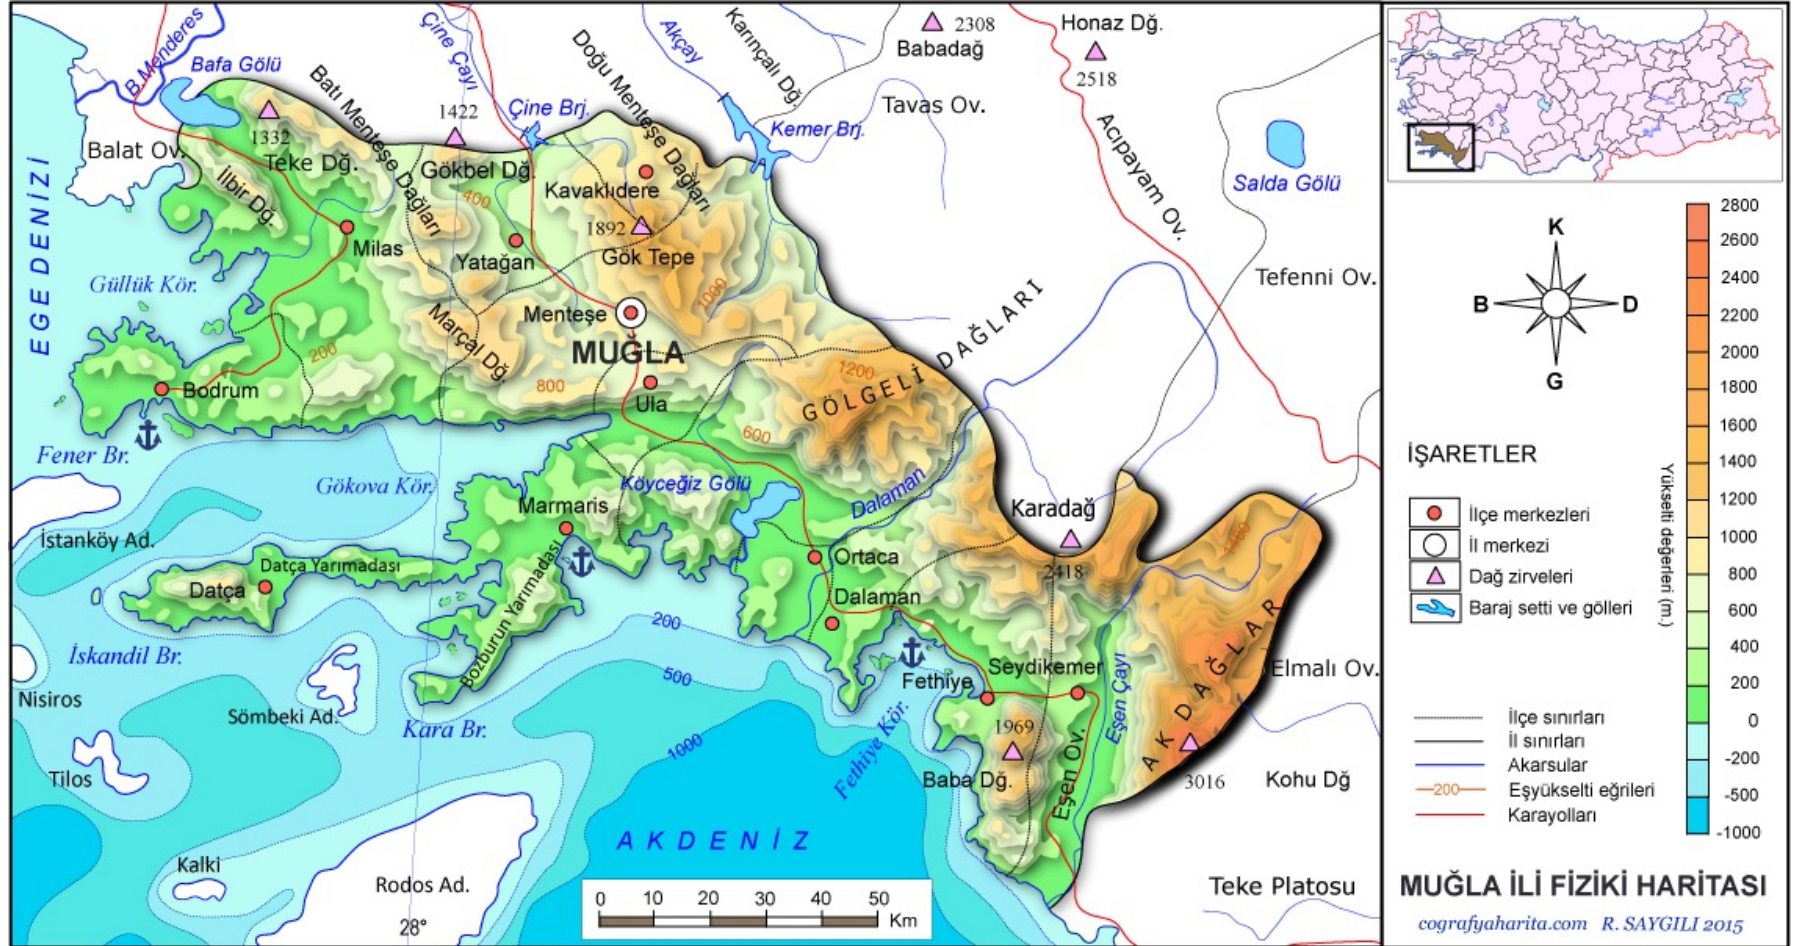 B.Menderes
Bafa Gölü
Çine Çayı
Akçay
Karınçalı Dğ.
2308
Babadağ
Honaz Dğ.
2518
Batı Menteşe Dağları
1422
Çine Brj.
Doğu Menteşe Dağları
Kemer Brj.
Tavas Ov.
Acıpayam Ov.
Salda Gölü
Balat Ov.
1332
Teke Dğ.
Gökbel Dğ.
İlbir Dğ.
400
Kavaklıdere
1892
Gök Tepe
EGE DENİZİ
Milas
Yatağan
Tefenni Ov.
Güllük Kör.
1000
Menteşe
MUĞLA
Marçal Dğ.
200
800
1200
GÖLGELİ DAĞLARI
Bodrum
Ula
600
Fener Br.
Gökova Kör.
Köyceğiz Gölü
Dalaman
Marmaris
Karadağ
2418
İstanköy Ad.
Datça Yarımadası
Datça
Ortaca
Dalaman
Bozburun Yarımadası
200
İskandil Br.
500
Seydikemer
Fethiye
Eşen Çayı
AK DAĞLAR
Elmalı Ov.
Nisiros
Sömbeki Ad.
Kara Br.
1000
Fethiye Kör.
1969
Baba Dğ.
Eşen Ov.
3016
Kohu Dğ
Tilos
AKDENİZ
Kalki
Rodos Ad.
28°
Teke Platosu
0 10 20 30 40 50
Km
K
B
D
G
2800
2600
2400
2200
2000
1800
1600
1400
1200
1000
800
600
400
200
0
-200
-500
-1000
Yükselti değerleri (m.)
İŞARETLER
İlçe merkezleri
İl merkezi
Dağ zirveleri
Baraj setti ve gölleri
İlçe sınırları
İl sınırları
Akarsular
200
Eşyükselti eğrileri
Karayolları
MUĞLA İLİ FİZİKİ HARİTASI
cografyaharita.com R. SAYGILI 2015